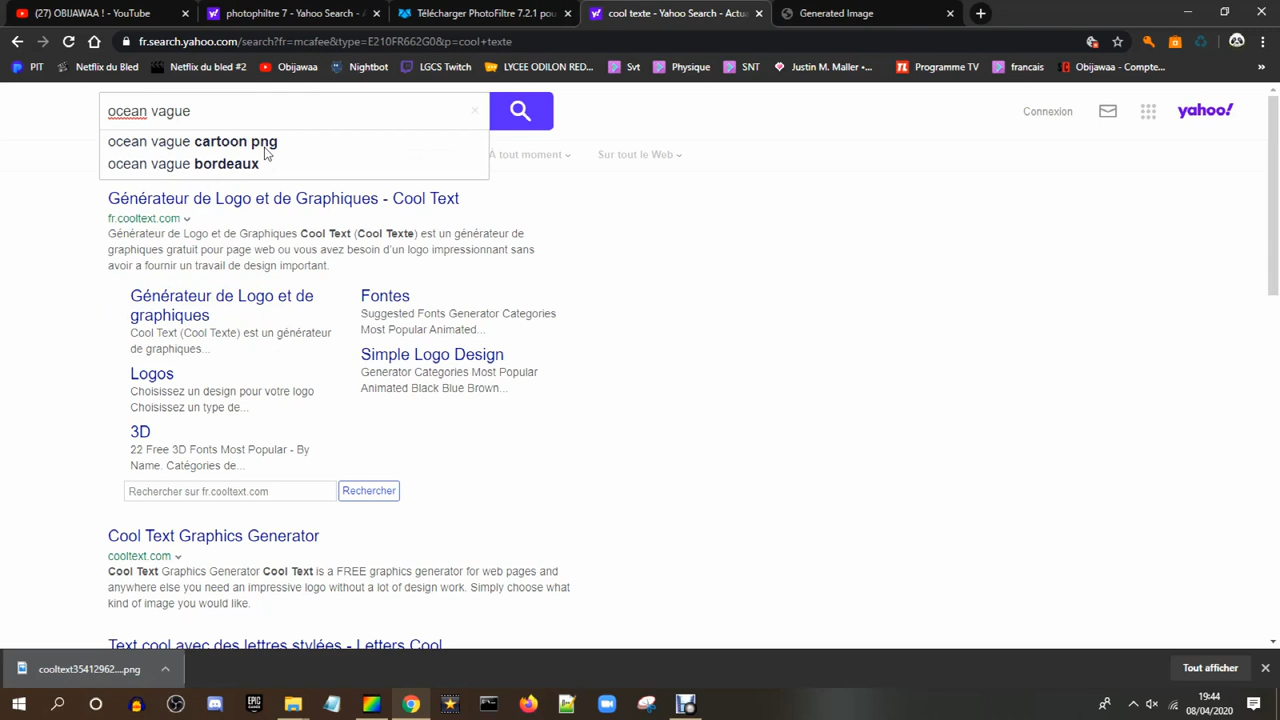 (27) OBIJAWAA ! - YouTube
photophiltre 7 - Yahoo Search - A
Télécharger PhotoFiltre 7.2.1 pou
cool texte - Yahoo Search - Actue
Generated Image
fr.search.yahoo.com/search?fr=mcafee&type=E210FR662G0&p=cool+texte
PIT
Netflix du Bled
Netflix du bled #2
Obijawaa
Nightbot
LGCS Twitch
LYCEE ODILON RED...
Svt
Physique
SNT
Justin M. Maller •...
Programme TV
francais
Obijawaa - Compte...
ocean vague
Connexion
yahoo!
ocean vague cartoon png
ocean vague bordeaux
À tout moment
Sur tout le Web
Générateur de Logo et de Graphiques - Cool Text
fr.cooltext.com
Générateur de Logo et de Graphiques Cool Text (Cool Texte) est un générateur de
graphiques gratuit pour page web ou vous avez besoin d'un logo impressionnant sans
avoir a fournir un travail de design important.
Générateur de Logo et de
graphiques
Cool Text (Cool Texte) est un générateur
de graphiques...
Fontes
Suggested Fonts Generator Categories
Most Popular Animated...
Logos
Choisissez un design pour votre logo
Choisissez un type de...
Simple Logo Design
Generator Categories Most Popular
Animated Black Blue Brown...
3D
22 Free 3D Fonts Most Popular - By
Name. Catégories de...
Rechercher sur fr.cooltext.com
Rechercher
Cool Text Graphics Generator
cooltext.com
Cool Text Graphics Generator Cool Text is a FREE graphics generator for web pages and
anywhere else you need an impressive logo without a lot of design work. Simply choose what
kind of image you would like.
Text cool avec des lettres stylées - Letters Cool
cooltext35412962....png
Tout afficher
EPIC
GAMES
19:44
08/04/2020